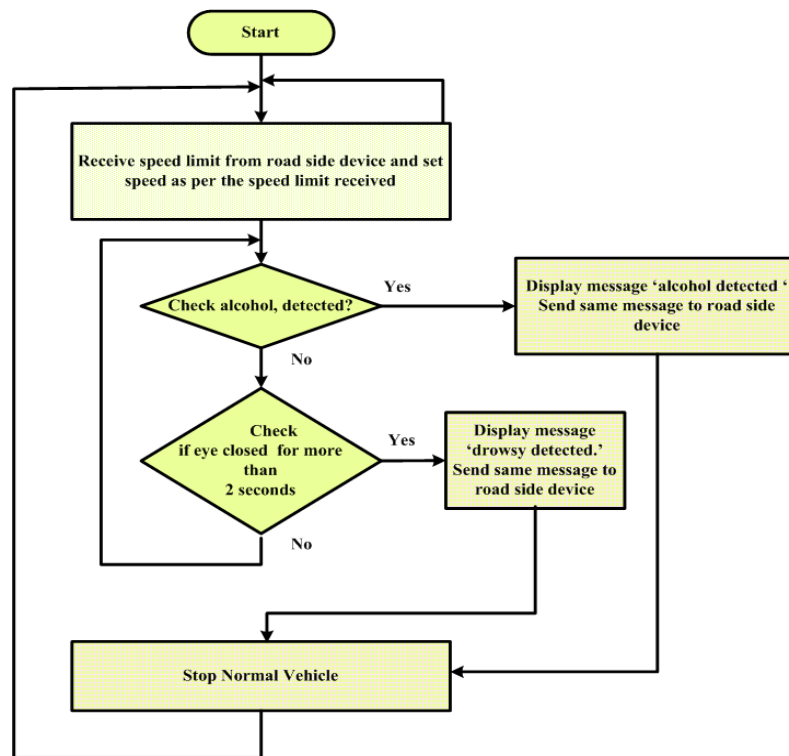 Start
Receive speed limit from road side device and set
speed as per the speed limit received
Check alcohol, detected?
Yes
Display message ‘alcohol detected ‘
Send same message to road side
device
No
Check
if eye closed for more
than
2 seconds
Yes
Display message
‘drowsy detected.’
Send same message to
road side device
No
Stop Normal Vehicle